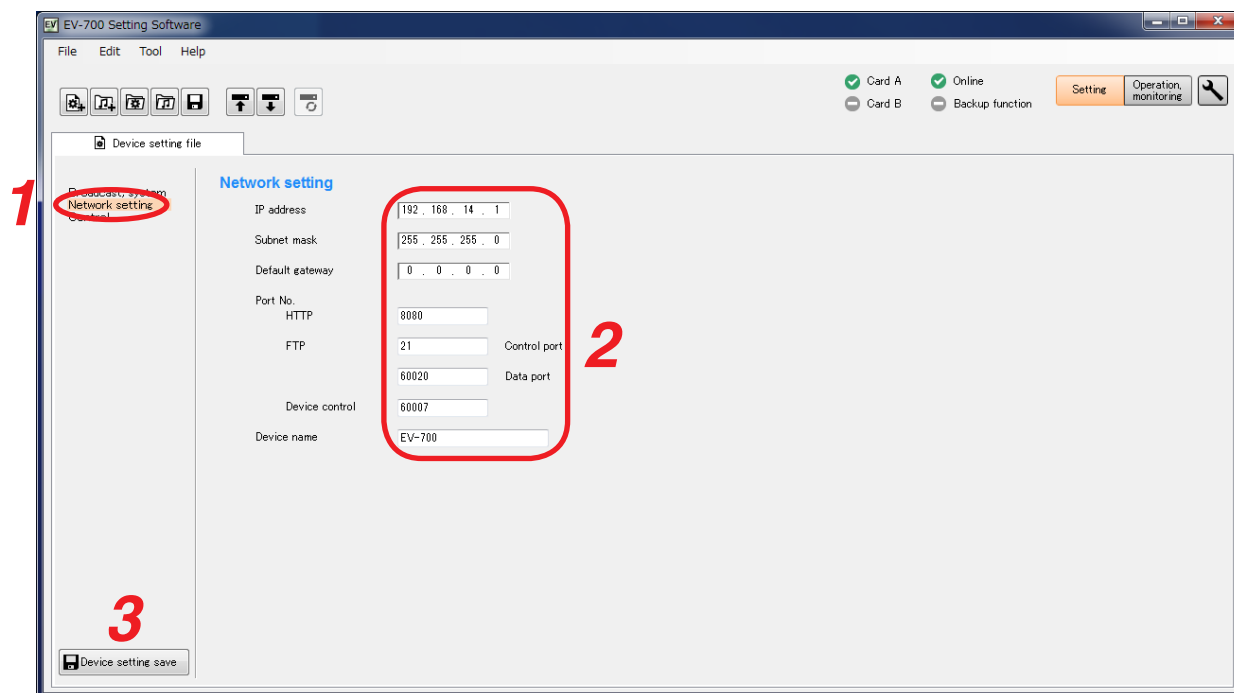 EV EV-700 Setting Software
File Edit Tool Help
Card A Online
Card B Backup function
Setting Operation, monitoring
Device setting file
1
Broadcast, system
Network setting
Control
Network setting
IP address 192 . 168 . 14 . 1
Subnet mask 255 . 255 . 255 . 0
Default gateway 0 . 0 . 0 . 0
Port No.
HTTP 8080
FTP 21 Control port
2
60020 Data port
Device control 60007
Device name EV-700
3
Device setting save